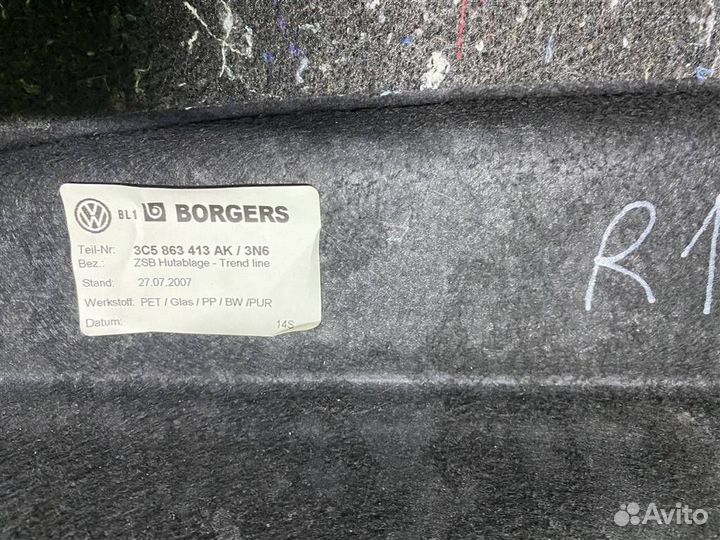 BL1 BORGERS
Teil-Nr: 3C5 863 413 AK / 3N6
Bez.: ZSB Hutablage - Trend line
Stand: 27.07.2007
Werkstoff: PET / Glas / PP / BW /PUR
Datum: 14S
R1
Avito